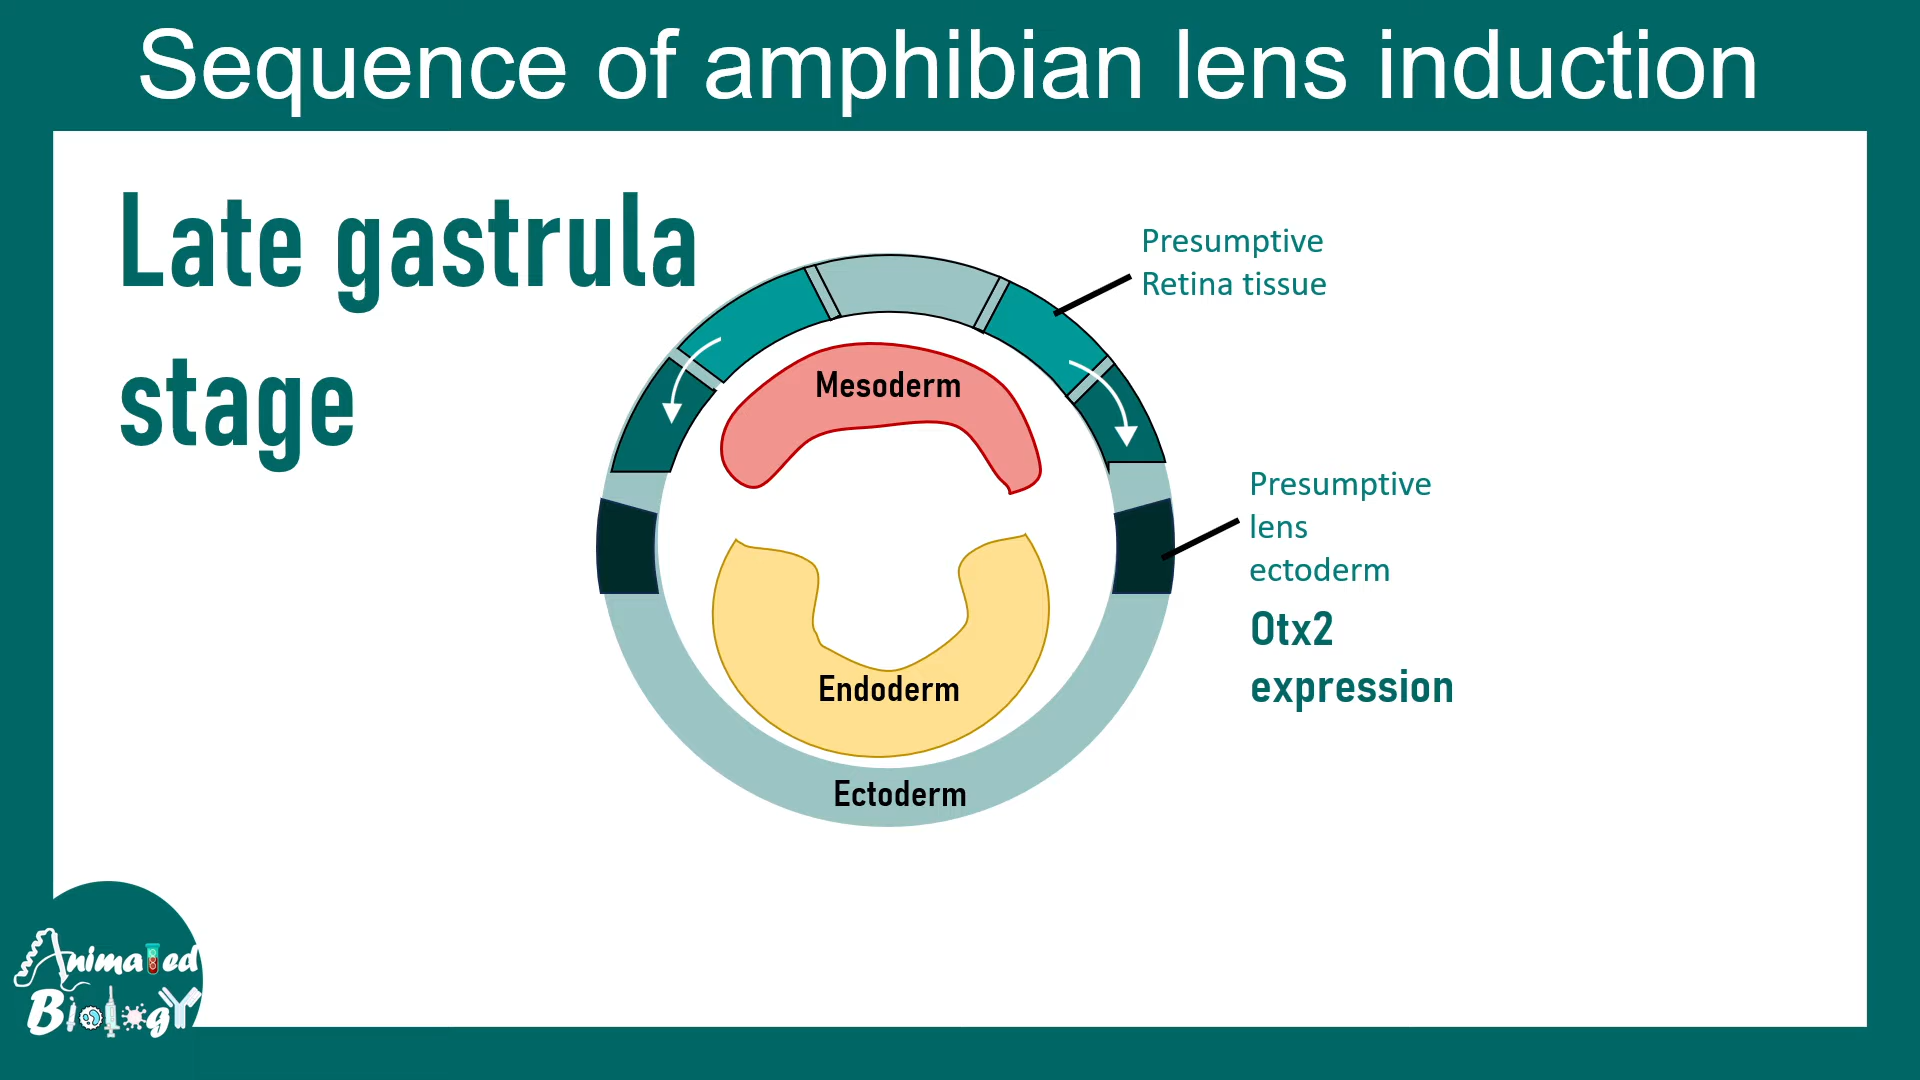 Sequence of amphibian lens induction
Late gastrula
stage
Presumptive
Retina tissue
Mesoderm
Presumptive
lens
ectoderm
Otx2
expression
Endoderm
Ectoderm
Animated
Biology